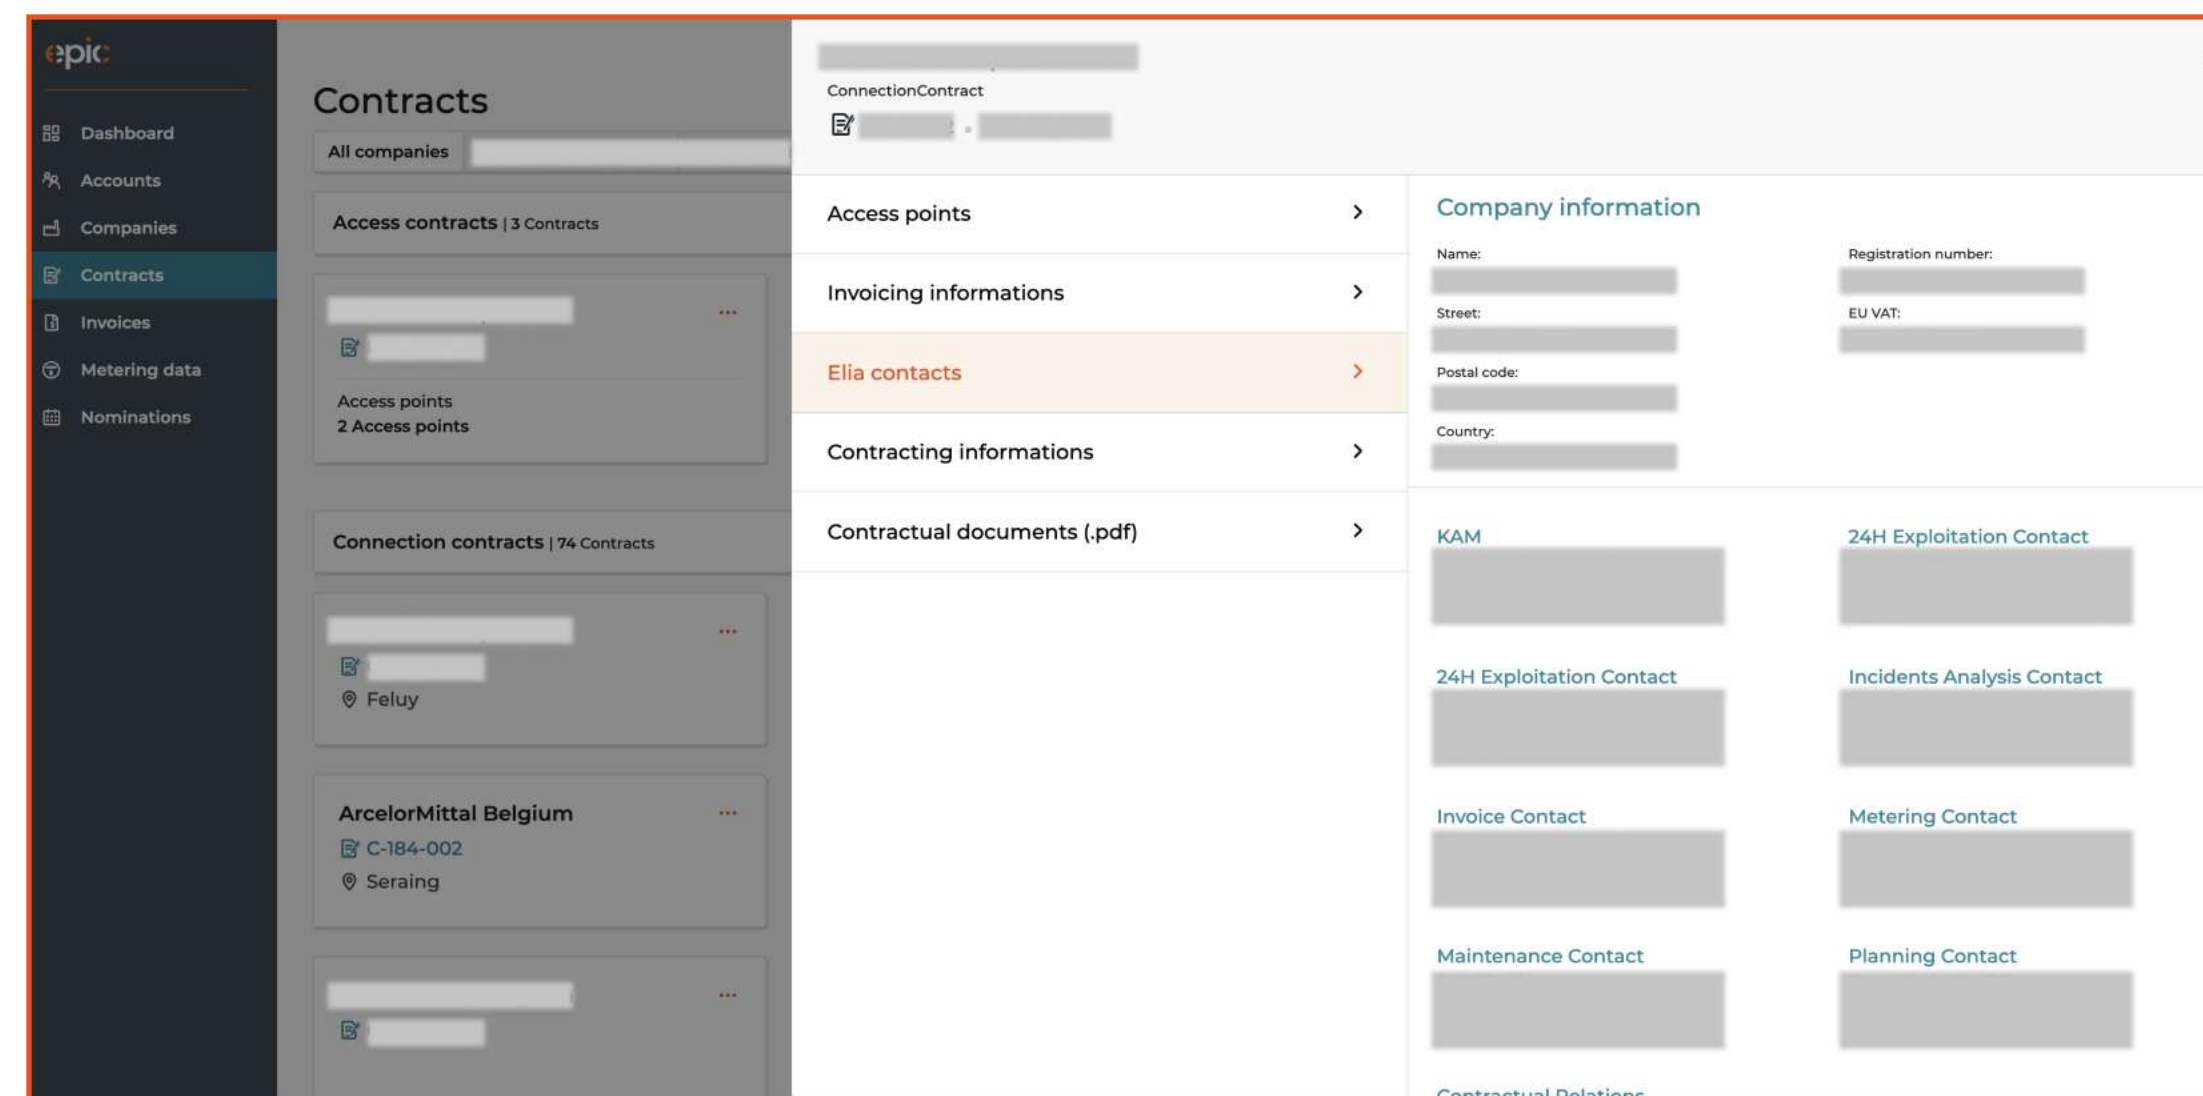 epic
Dashboard
Accounts
Companies
Contracts
Invoices
Metering data
Nominations
Contracts
All companies
Access contracts | 3 Contracts
...
Access points
2 Access points
Connection contracts | 74 Contracts
...
Feluy
ArcelorMittal Belgium
...
C-184-002
Seraing
...
ConnectionContract
Access points
Invoicing informations
Elia contacts
Contracting informations
Contractual documents (.pdf)
Company information
Name:
Registration number:
Street:
EU VAT:
Postal code:
Country:
KAM
24H Exploitation Contact
24H Exploitation Contact
Incidents Analysis Contact
Invoice Contact
Metering Contact
Maintenance Contact
Planning Contact
Contractual Relations